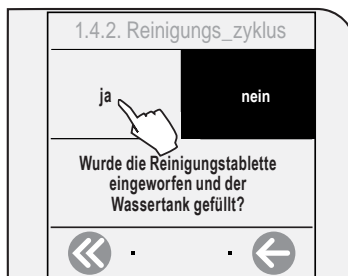 1.4.2. Reinigungs_zyklus
ja
nein
Wurde die Reinigungstablette
eingeworfen und der
Wassertank gefüllt?